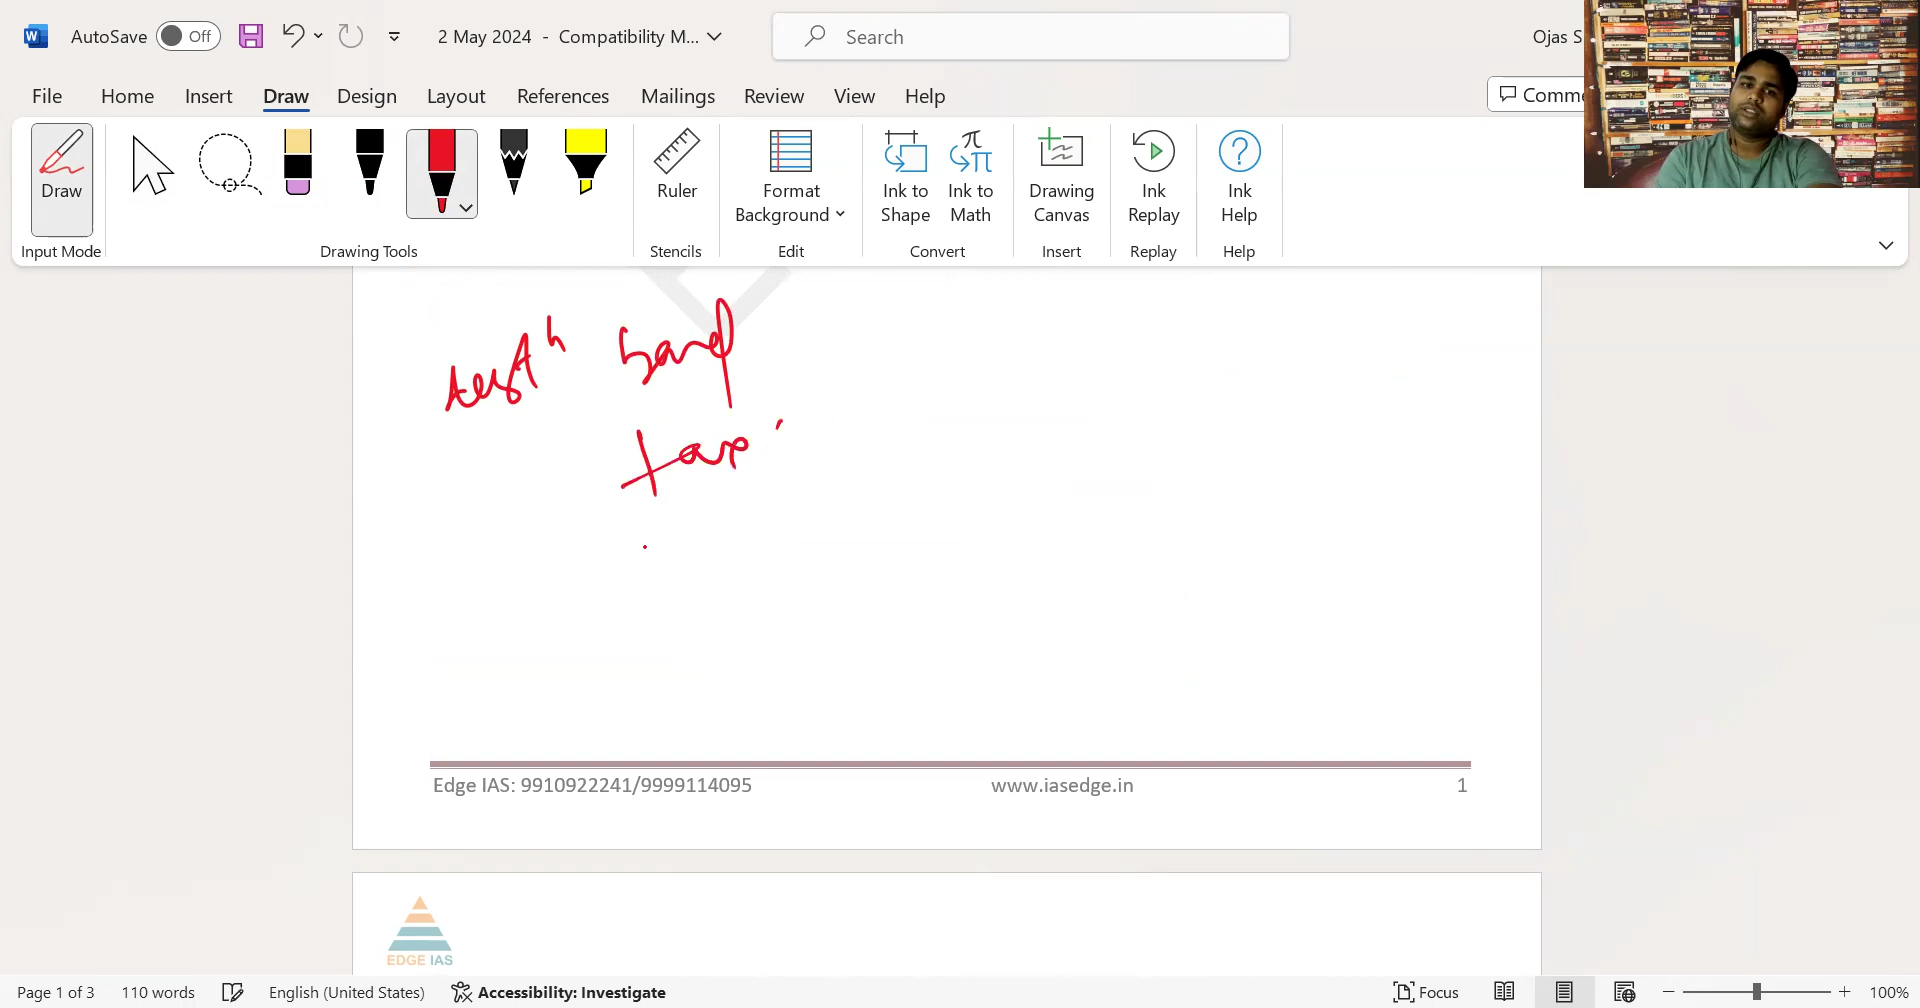 AutoSave Off 2 May 2024 - Compatibility M... Search Ojas S
File Home Insert Draw Design Layout References Mailings Review View Help Comme
Draw Ruler Format Background Ink to Shape Ink to Math Drawing Canvas Ink Replay Ink Help
Input Mode Drawing Tools Stencils Edit Convert Insert Replay Help
Edge IAS: 9910922241/9999114095 www.iasedge.in 1
EDGE IAS
Page 1 of 3 110 words English (United States) Accessibility: Investigate Focus 100%